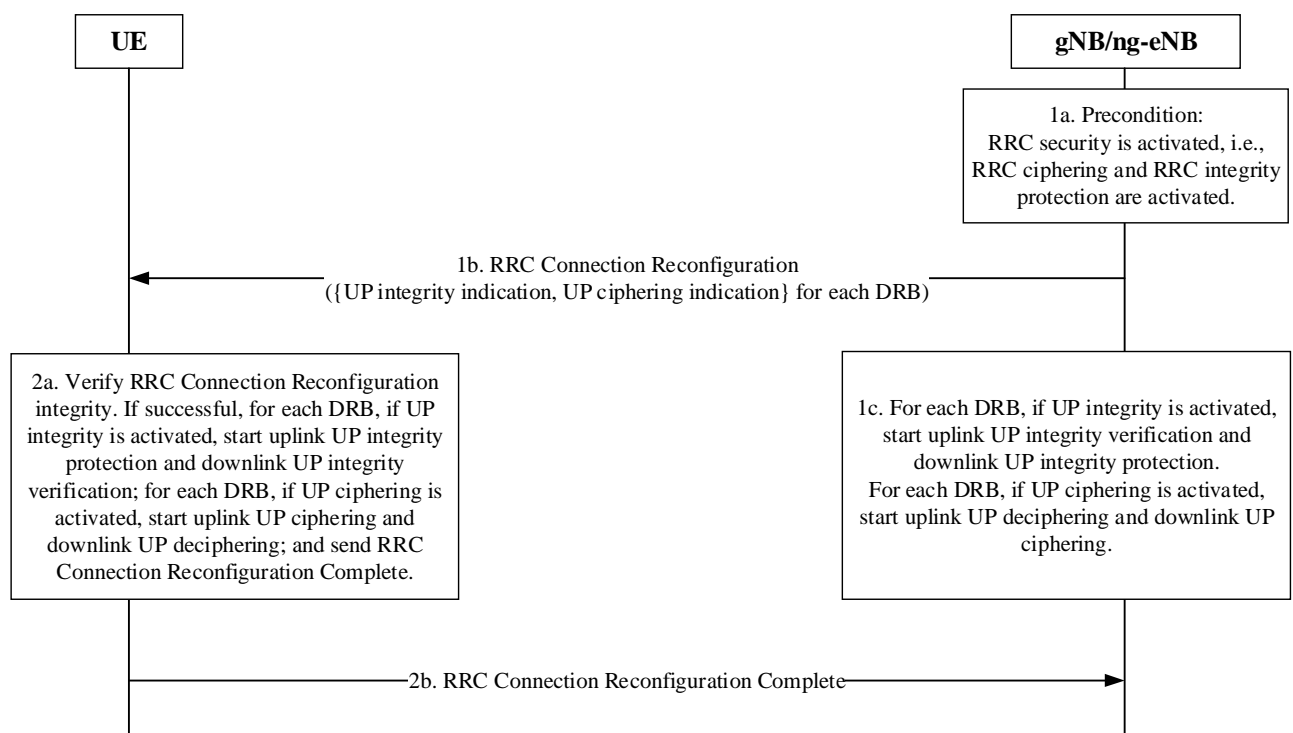 UE
gNB/ng-eNB
1a. Precondition:
RRC security is activated, i.e.,
RRC ciphering and RRC integrity
protection are activated.
1b. RRC Connection Reconfiguration
({UP integrity indication, UP ciphering indication} for each DRB)
2a. Verify RRC Connection Reconfiguration
integrity. If successful, for each DRB, if UP
integrity is activated, start uplink UP integrity
protection and downlink UP integrity
verification; for each DRB, if UP ciphering is
activated, start uplink UP ciphering and
downlink UP deciphering; and send RRC
Connection Reconfiguration Complete.
1c. For each DRB, if UP integrity is activated,
start uplink UP integrity verification and
downlink UP integrity protection.
For each DRB, if UP ciphering is activated,
start uplink UP deciphering and downlink UP
ciphering.
2b. RRC Connection Reconfiguration Complete